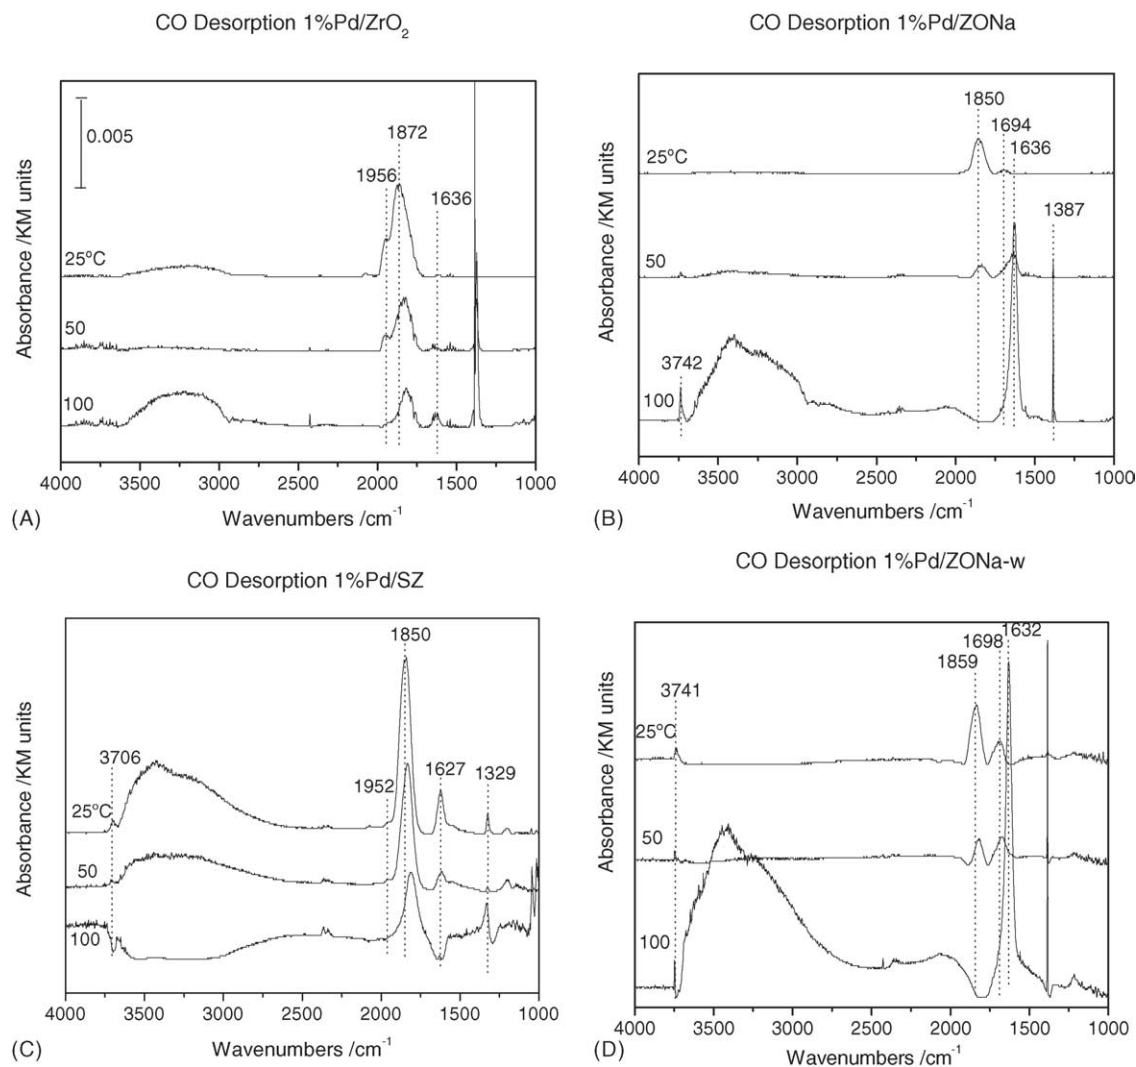 CO Desorption 1%Pd/ZrO2
Absorbance /KM units
0.005
1872
1956
1636
25ºC
50
100
4000 3500 3000 2500 2000 1500 1000
Wavenumbers /cm-1
(A)
CO Desorption 1%Pd/ZONa
Absorbance /KM units
1850
1694
1636
25ºC
1387
50
3742
100
4000 3500 3000 2500 2000 1500 1000
Wavenumbers /cm-1
(B)
CO Desorption 1%Pd/SZ
Absorbance /KM units
1850
3706
1952
1627
1329
25ºC
50
100
4000 3500 3000 2500 2000 1500 1000
Wavenumbers /cm-1
(C)
CO Desorption 1%Pd/ZONa-w
Absorbance /KM units
1698
1632
1859
3741
25ºC
50
100
4000 3500 3000 2500 2000 1500 1000
Wavenumbers /cm-1
(D)